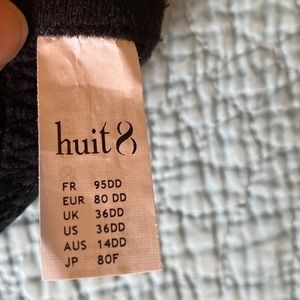 huit 8
FR 95DD
EUR 80 DD
UK 36DD
US 36DD
AUS 14DD
JP 80F